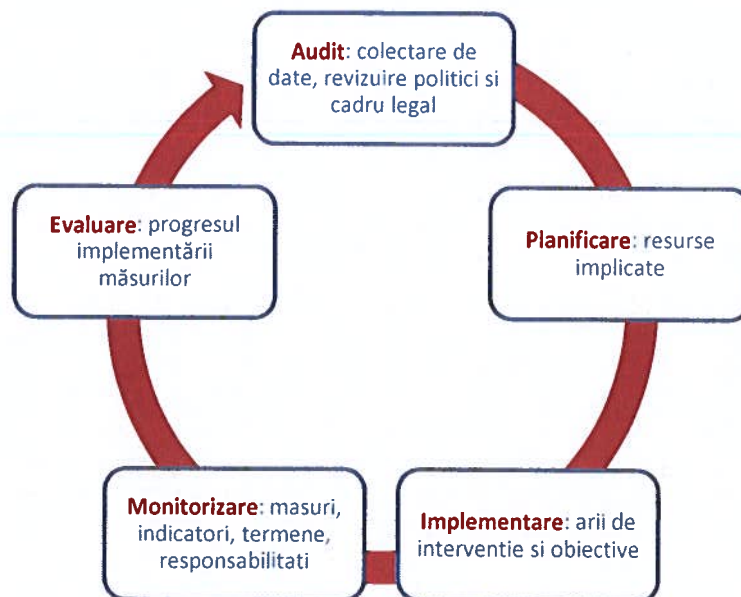 Audit: colectare de
date, revizuire politici si
cadru legal
Planificare: resurse
implicate
Implementare: arii de
interventie si obiective
Monitorizare: masuri,
indicatori, termene,
responsabilitati
Evaluare: progresul
implementării
măsurilor